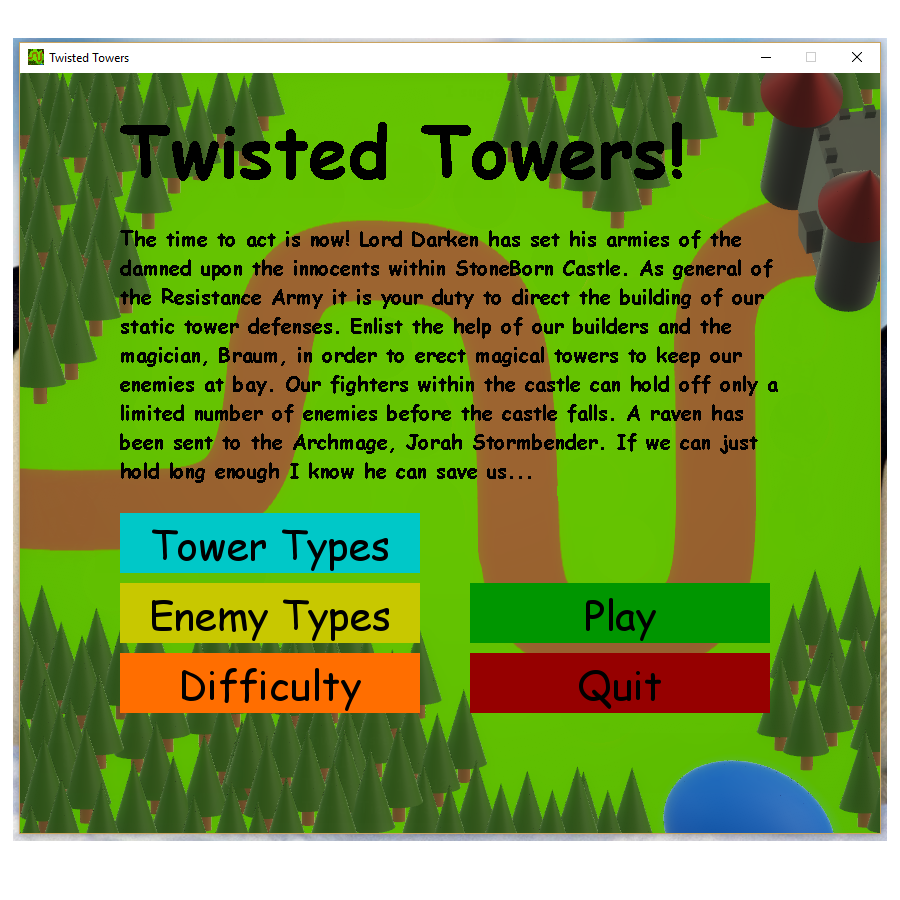 Twisted Towers
Twisted Towers!
The time to act is now! Lord Darken has set his armies of the
damned upon the innocents within StoneBorn Castle. As general of
the Resistance Army it is your duty to direct the building of our
static tower defenses. Enlist the help of our builders and the
magician, Braum, in order to erect magical towers to keep our
enemies at bay. Our fighters within the castle can hold off only a
limited number of enemies before the castle falls. A raven has
been sent to the Archmage, Jorah Stormbender. If we can just
hold long enough I know he can save us...
Tower Types
Enemy Types
Play
Difficulty
Quit